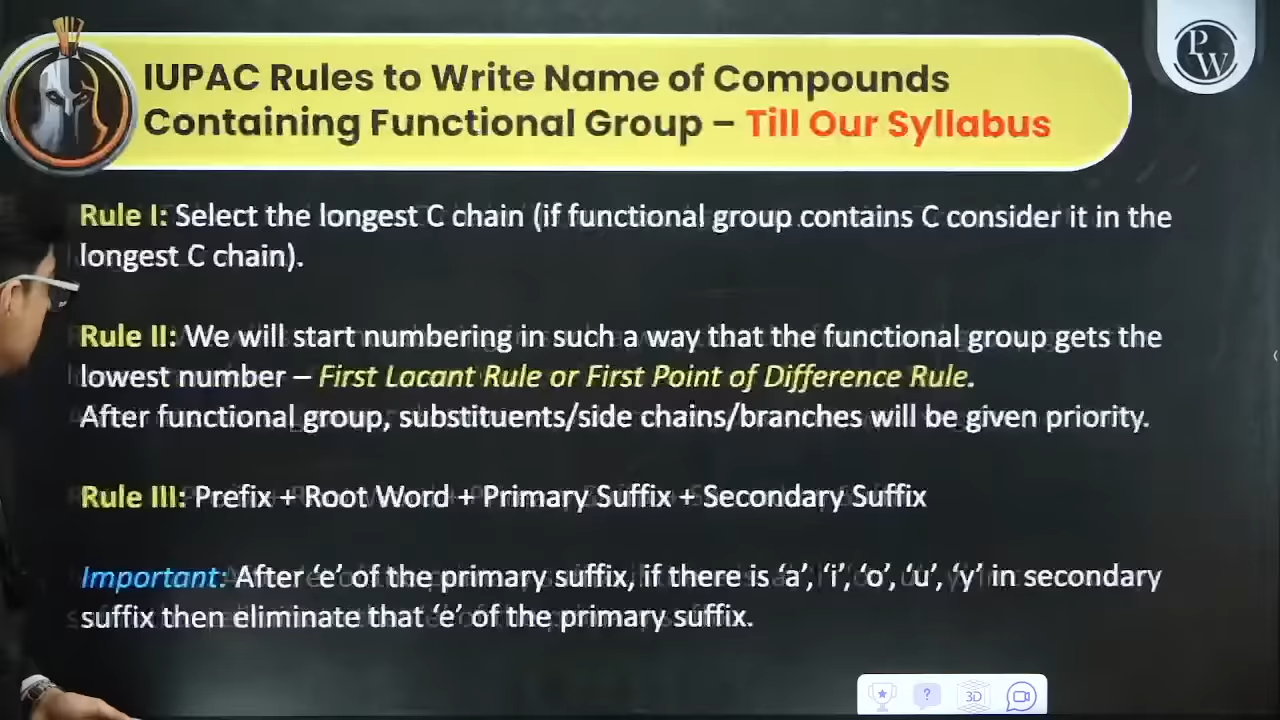 IUPAC Rules to Write Name of Compounds
Containing Functional Group – Till Our Syllabus
PW
Rule I: Select the longest C chain (if functional group contains C consider it in the
longest C chain).
Rule II: We will start numbering in such a way that the functional group gets the
lowest number – First Locant Rule or First Point of Difference Rule.
After functional group, substituents/side chains/branches will be given priority.
Rule III: Prefix + Root Word + Primary Suffix + Secondary Suffix
Important: After ‘e’ of the primary suffix, if there is ‘a’, ‘i’, ‘o’, ‘u’, ‘y’ in secondary
suffix then eliminate that ‘e’ of the primary suffix.
?
3D